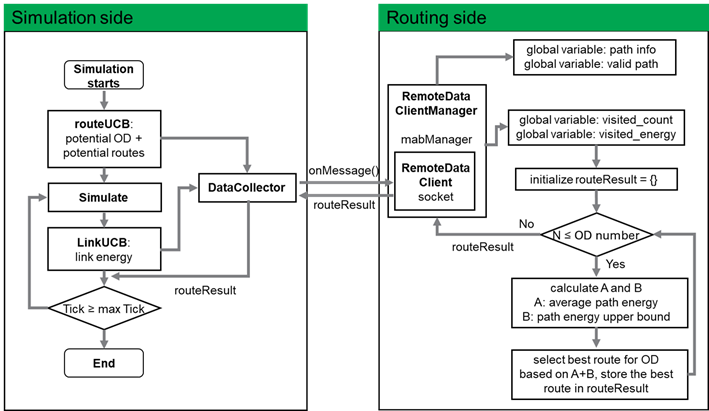 Simulation side
Simulation
starts
routeUCB:
potential OD +
potential routes
Simulate
LinkUCB:
link energy
Tick ≥ max Tick
End
DataCollector
routeResult
onMessage()
routeResult
Routing side
RemoteData
ClientManager
mabManager
RemoteData
Client
socket
global variable: path info
global variable: valid path
global variable: visited_count
global variable: visited_energy
initialize routeResult = {}
No
N ≤ OD number
routeResult
Yes
calculate A and B
A: average path energy
B: path energy upper bound
select best route for OD
based on A+B, store the best
route in routeResult